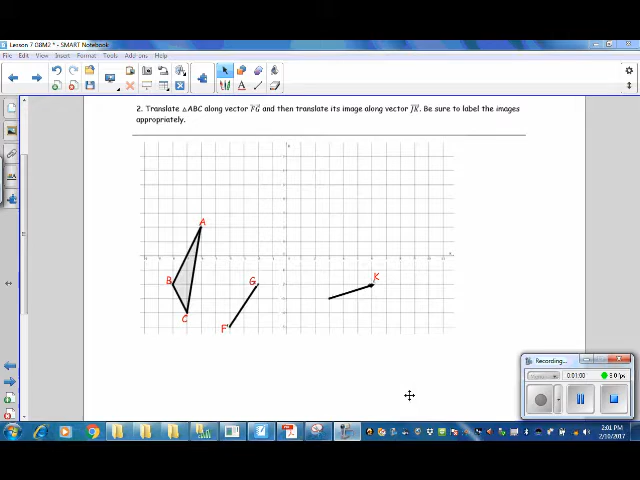 Lesson 7 G8M2 * - SMART Notebook
File Edit View Insert Format Tools Add-ons Help
2. Translate △ABC along vector FG and then translate its image along vector JK. Be sure to label the images
appropriately.
A
B
G
K
C
F
Recording...
0:01:00
2:01 PM
2/10/2017